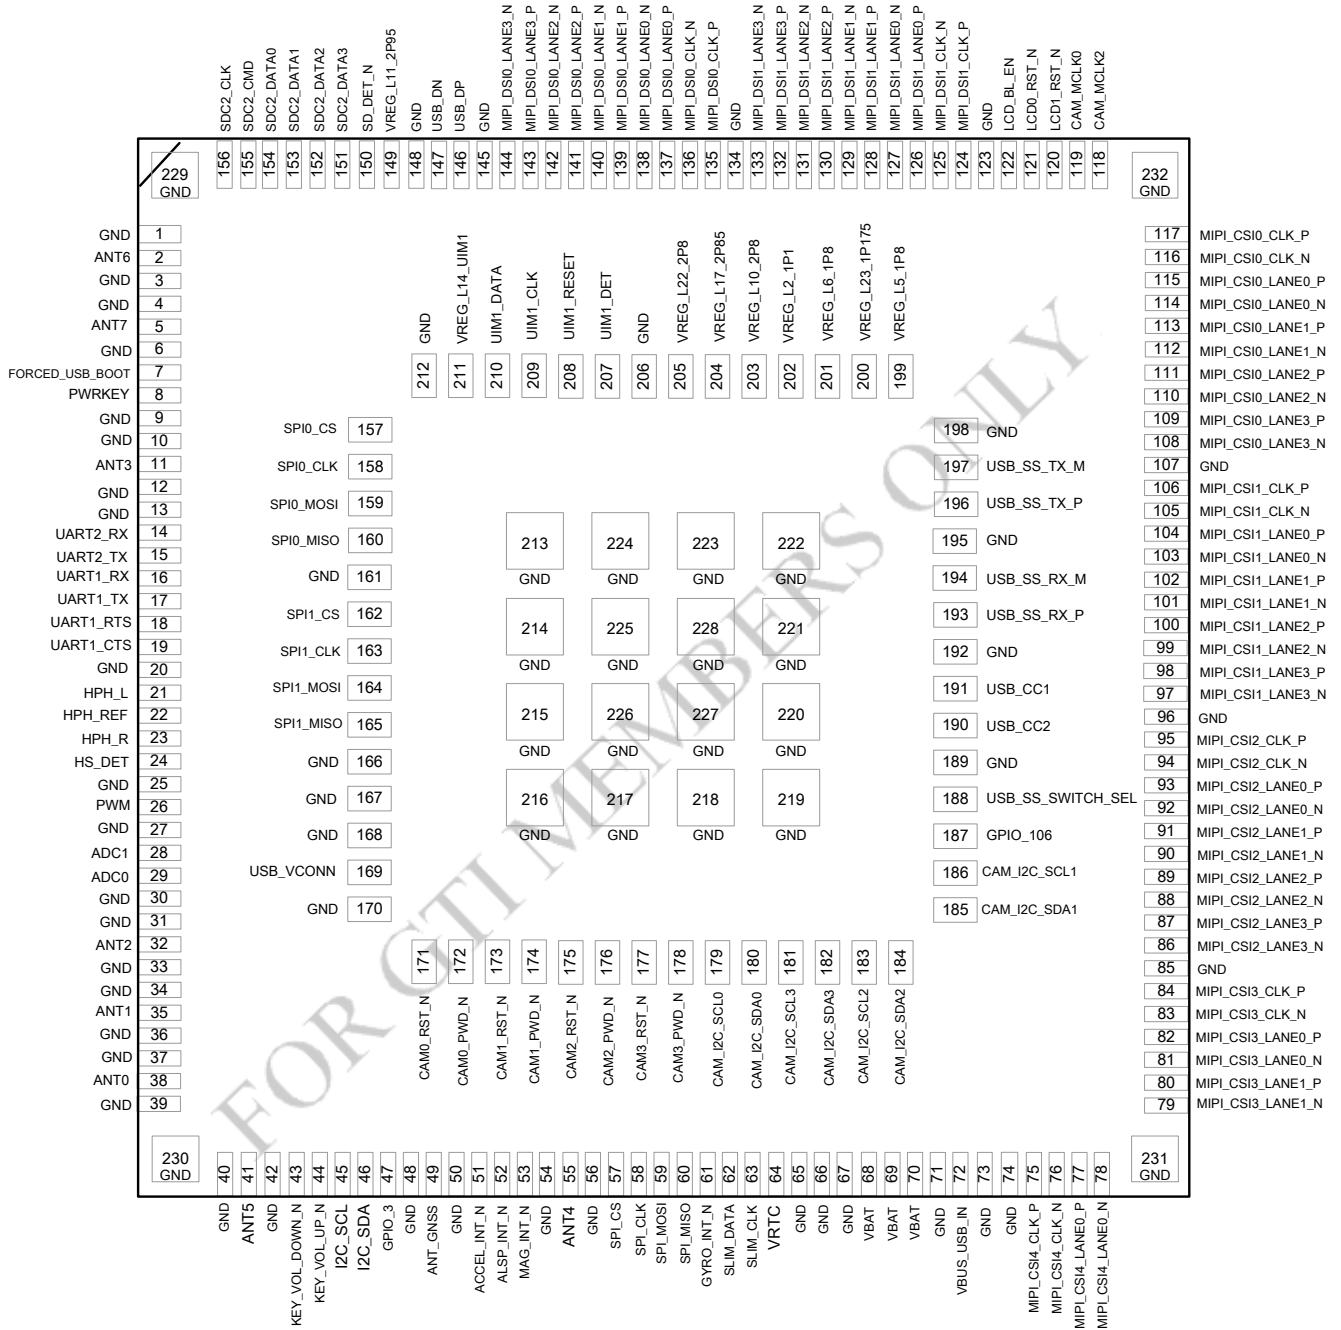 SDC2_CLK
SDC2_CMD
SDC2_DATA0
SDC2_DATA1
SDC2_DATA2
SDC2_DATA3
SD_DET_N
VREG_L11_2P95
GND
USB_DN
USB_DP
GND
MIPI_DSI0_LANE3_N
MIPI_DSI0_LANE3_P
MIPI_DSI0_LANE2_N
MIPI_DSI0_LANE2_P
MIPI_DSI0_LANE1_N
MIPI_DSI0_LANE1_P
MIPI_DSI0_LANE0_N
MIPI_DSI0_LANE0_P
MIPI_DSI0_CLK_N
MIPI_DSI0_CLK_P
GND
MIPI_DSI1_LANE3_N
MIPI_DSI1_LANE3_P
MIPI_DSI1_LANE2_N
MIPI_DSI1_LANE2_P
MIPI_DSI1_LANE1_N
MIPI_DSI1_LANE1_P
MIPI_DSI1_LANE0_N
MIPI_DSI1_LANE0_P
MIPI_DSI1_CLK_N
MIPI_DSI1_CLK_P
GND
LCD_BL_EN
LCD0_RST_N
LCD1_RST_N
CAM_MCLK0
CAM_MCLK2
229
GND
156
155
154
153
152
151
150
149
148
147
146
145
144
143
142
141
140
139
138
137
136
135
134
133
132
131
130
129
128
127
126
125
124
123
122
121
120
119
118
232
GND
GND 1
ANT6 2
GND 3
GND 4
ANT7 5
GND 6
FORCED_USB_BOOT 7
PWRKEY 8
GND 9
GND 10
ANT3 11
GND 12
GND 13
UART2_RX 14
UART2_TX 15
UART1_RX 16
UART1_TX 17
UART1_RTS 18
UART1_CTS 19
GND 20
HPH_L 21
HPH_REF 22
HPH_R 23
HS_DET 24
GND 25
PWM 26
GND 27
ADC1 28
ADC0 29
GND 30
GND 31
ANT2 32
GND 33
GND 34
ANT1 35
GND 36
GND 37
ANT0 38
GND 39
GND
VREG_L14_UIM1
UIM1_DATA
UIM1_CLK
UIM1_RESET
UIM1_DET
GND
VREG_L22_2P8
VREG_L17_2P85
VREG_L10_2P8
VREG_L2_1P1
VREG_L6_1P8
VREG_L23_1P175
VREG_L5_1P8
212
211
210
209
208
207
206
205
204
203
202
201
200
199
SPI0_CS 157
SPI0_CLK 158
SPI0_MOSI 159
SPI0_MISO 160
GND 161
SPI1_CS 162
SPI1_CLK 163
SPI1_MOSI 164
SPI1_MISO 165
GND 166
GND 167
GND 168
USB_VCONN 169
GND 170
213 224 223 222
GND GND GND GND
214 225 228 221
GND GND GND GND
215 226 227 220
GND GND GND GND
216 217 218 219
GND GND GND GND
198 GND
197 USB_SS_TX_M
196 USB_SS_TX_P
195 GND
194 USB_SS_RX_M
193 USB_SS_RX_P
192 GND
191 USB_CC1
190 USB_CC2
189 GND
188 USB_SS_SWITCH_SEL
187 GPIO_106
186 CAM_I2C_SCL1
185 CAM_I2C_SDA1
171
172
173
174
175
176
177
178
179
180
181
182
183
184
CAM0_RST_N
CAM0_PWD_N
CAM1_RST_N
CAM1_PWD_N
CAM2_RST_N
CAM2_PWD_N
CAM3_RST_N
CAM3_PWD_N
CAM_I2C_SCL0
CAM_I2C_SDA0
CAM_I2C_SCL3
CAM_I2C_SDA3
CAM_I2C_SCL2
CAM_I2C_SDA2
117 MIPI_CSI0_CLK_P
116 MIPI_CSI0_CLK_N
115 MIPI_CSI0_LANE0_P
114 MIPI_CSI0_LANE0_N
113 MIPI_CSI0_LANE1_P
112 MIPI_CSI0_LANE1_N
111 MIPI_CSI0_LANE2_P
110 MIPI_CSI0_LANE2_N
109 MIPI_CSI0_LANE3_P
108 MIPI_CSI0_LANE3_N
107 GND
106 MIPI_CSI1_CLK_P
105 MIPI_CSI1_CLK_N
104 MIPI_CSI1_LANE0_P
103 MIPI_CSI1_LANE0_N
102 MIPI_CSI1_LANE1_P
101 MIPI_CSI1_LANE1_N
100 MIPI_CSI1_LANE2_P
99 MIPI_CSI1_LANE2_N
98 MIPI_CSI1_LANE3_P
97 MIPI_CSI1_LANE3_N
96 GND
95 MIPI_CSI2_CLK_P
94 MIPI_CSI2_CLK_N
93 MIPI_CSI2_LANE0_P
92 MIPI_CSI2_LANE0_N
91 MIPI_CSI2_LANE1_P
90 MIPI_CSI2_LANE1_N
89 MIPI_CSI2_LANE2_P
88 MIPI_CSI2_LANE2_N
87 MIPI_CSI2_LANE3_P
86 MIPI_CSI2_LANE3_N
85 GND
84 MIPI_CSI3_CLK_P
83 MIPI_CSI3_CLK_N
82 MIPI_CSI3_LANE0_P
81 MIPI_CSI3_LANE0_N
80 MIPI_CSI3_LANE1_P
79 MIPI_CSI3_LANE1_N
FOR GTI MEMBERS ONLY
230
GND
40
41
42
43
44
45
46
47
48
49
50
51
52
53
54
55
56
57
58
59
60
61
62
63
64
65
66
67
68
69
70
71
72
73
74
75
76
77
78
231
GND
GND
ANT5
GND
KEY_VOL_DOWN_N
KEY_VOL_UP_N
I2C_SCL
I2C_SDA
GPIO_3
GND
ANT_GNSS
GND
ACCEL_INT_N
ALSP_INT_N
MAG_INT_N
GND
ANT4
GND
SPI_CS
SPI_CLK
SPI_MOSI
SPI_MISO
GYRO_INT_N
SLIM_DATA
SLIM_CLK
VRTC
GND
GND
GND
VBAT
VBAT
VBAT
GND
VBUS_USB_IN
GND
GND
MIPI_CSI4_CLK_P
MIPI_CSI4_CLK_N
MIPI_CSI4_LANE0_P
MIPI_CSI4_LANE0_N